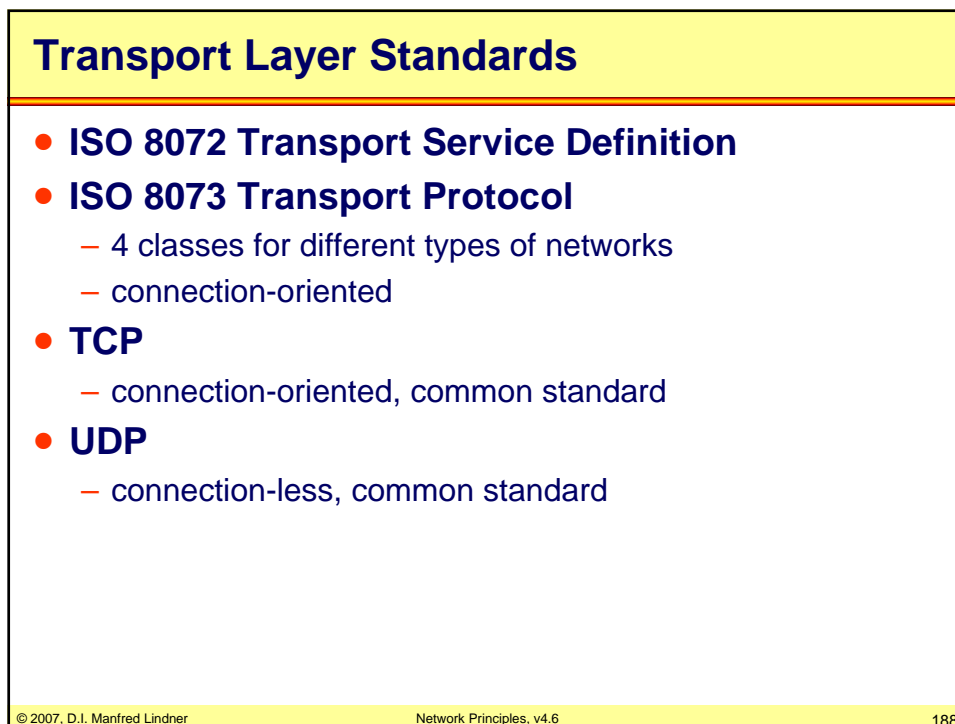 Transport Layer Standards
• ISO 8072 Transport Service Definition
• ISO 8073 Transport Protocol
– 4 classes for different types of networks
– connection-oriented
• TCP
– connection-oriented, common standard
• UDP
– connection-less, common standard
© 2007, D.I. Manfred Lindner
Network Principles, v4.6
188